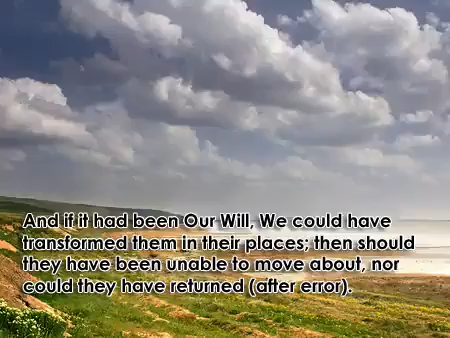 And if it had been Our Will, We could have
transformed them in their places; then should
they have been unable to move about, nor
could they have returned (after error).